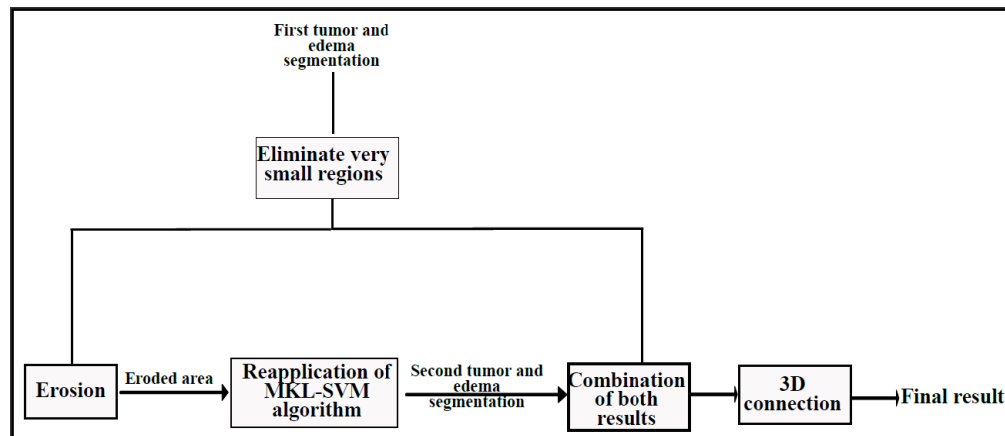 First tumor and
edema
segmentation
Eliminate very
small regions
Erosion
Eroded area
Reapplication of
MKL-SVM
algorithm
Second tumor and
edema
segmentation
Combination
of both
results
3D
connection
Final result